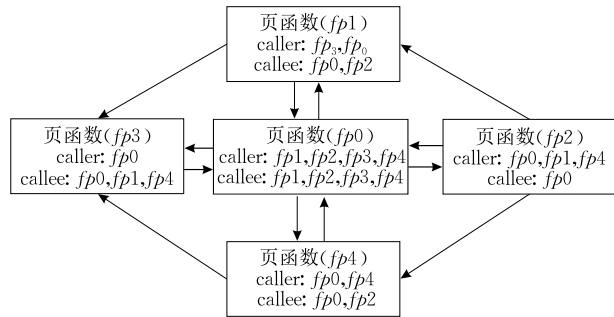 页函数(fp1)
caller: fp₃,fp₀
callee: fp0,fp2
页函数(fp3)
caller: fp0
callee: fp0,fp1,fp4
页函数(fp0)
caller: fp1,fp2,fp3,fp4
callee: fp1,fp2,fp3,fp4
页函数(fp2)
caller: fp0,fp1,fp4
callee: fp0
页函数(fp4)
caller: fp0,fp4
callee: fp0,fp2